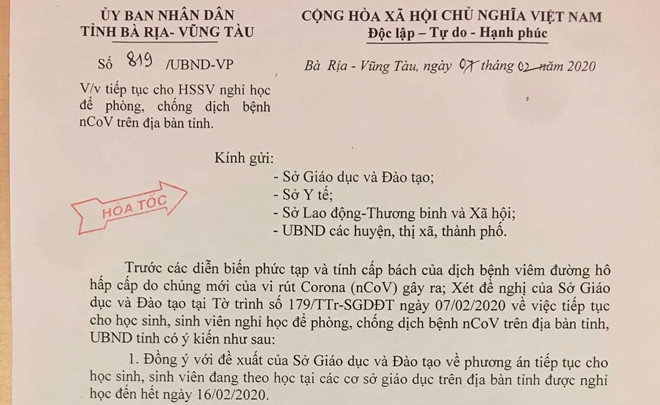 ỦY BAN NHÂN DÂN
TỈNH BÀ RỊA- VŨNG TÀU
CỘNG HÒA XÃ HỘI CHỦ NGHĨA VIỆT NAM
Độc lập – Tự do - Hạnh phúc
Số 819 /UBND-VP
Bà Rịa - Vũng Tàu, ngày 07 tháng 02 năm 2020
V/v tiếp tục cho HSSV nghỉ học
để phòng, chống dịch bệnh
nCoV trên địa bàn tỉnh.
Kính gửi:
- Sở Giáo dục và Đào tạo;
- Sở Y tế;
- Sở Lao động-Thương binh và Xã hội;
- UBND các huyện, thị xã, thành phố.
HỎA TỐC
Trước các diễn biến phức tạp và tính cấp bách của dịch bệnh viêm đường hô
hấp cấp do chủng mới của vi rút Corona (nCoV) gây ra; Xét đề nghị của Sở Giáo
dục và Đào tạo tại Tờ trình số 179/TTr-SGDĐT ngày 07/02/2020 về việc tiếp tục
cho học sinh, sinh viên nghỉ học để phòng, chống dịch bệnh nCoV trên địa bàn tỉnh,
UBND tỉnh có ý kiến như sau:
1. Đồng ý với đề xuất của Sở Giáo dục và Đào tạo về phương án tiếp tục cho
học sinh, sinh viên đang theo học tại các cơ sở giáo dục trên địa bàn tỉnh được nghỉ
học đến hết ngày 16/02/2020.